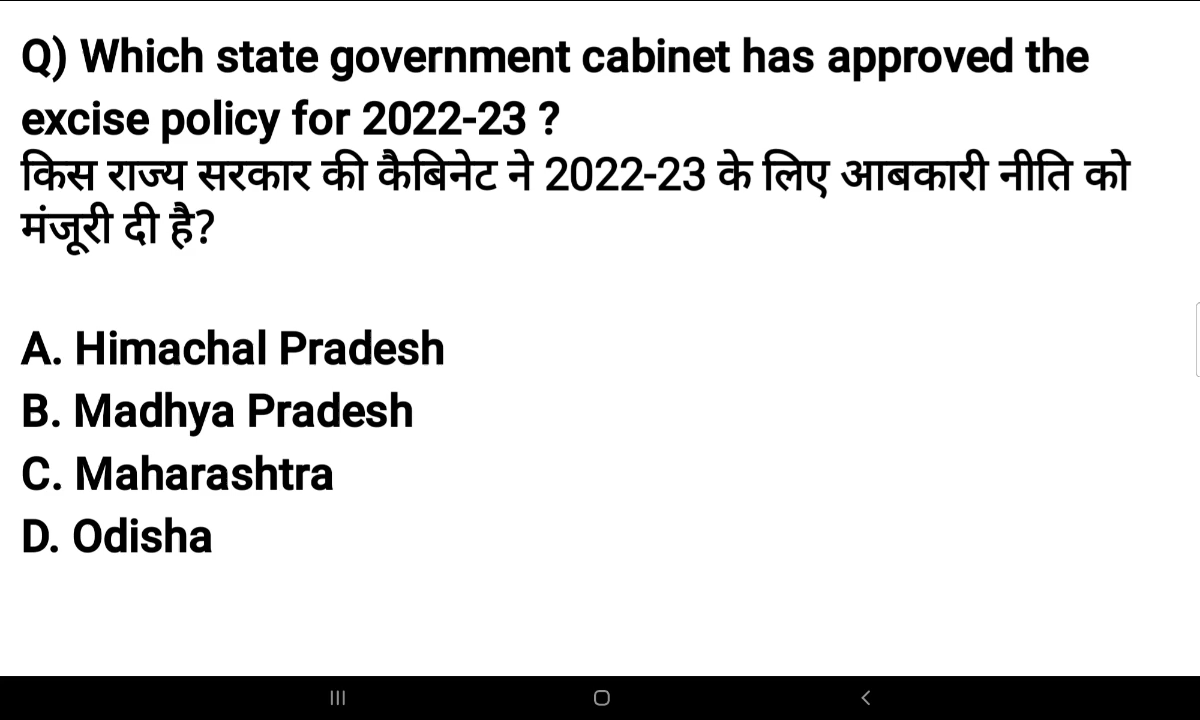 Q) Which state government cabinet has approved the
excise policy for 2022-23 ?
किस राज्य सरकार की कैबिनेट ने 2022-23 के लिए आबकारी नीति को
मंजूरी दी है?
A. Himachal Pradesh
B. Madhya Pradesh
C. Maharashtra
D. Odisha